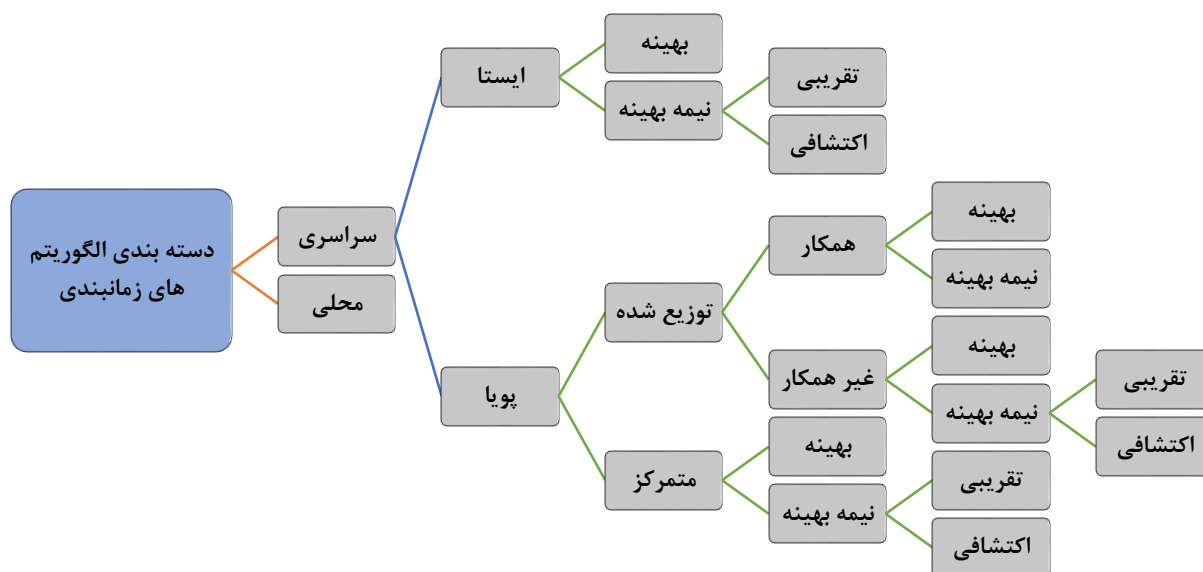 دسته بندی الگوریتم
های زمانبندی
سراسری
محلی
ایستا
بهینه
نیمه بهینه
تقریبی
اکتشافی
پویا
توزیع شده
همکار
بهینه
نیمه بهینه
غیر همکار
بهینه
نیمه بهینه
تقریبی
اکتشافی
متمرکز
بهینه
نیمه بهینه
تقریبی
اکتشافی